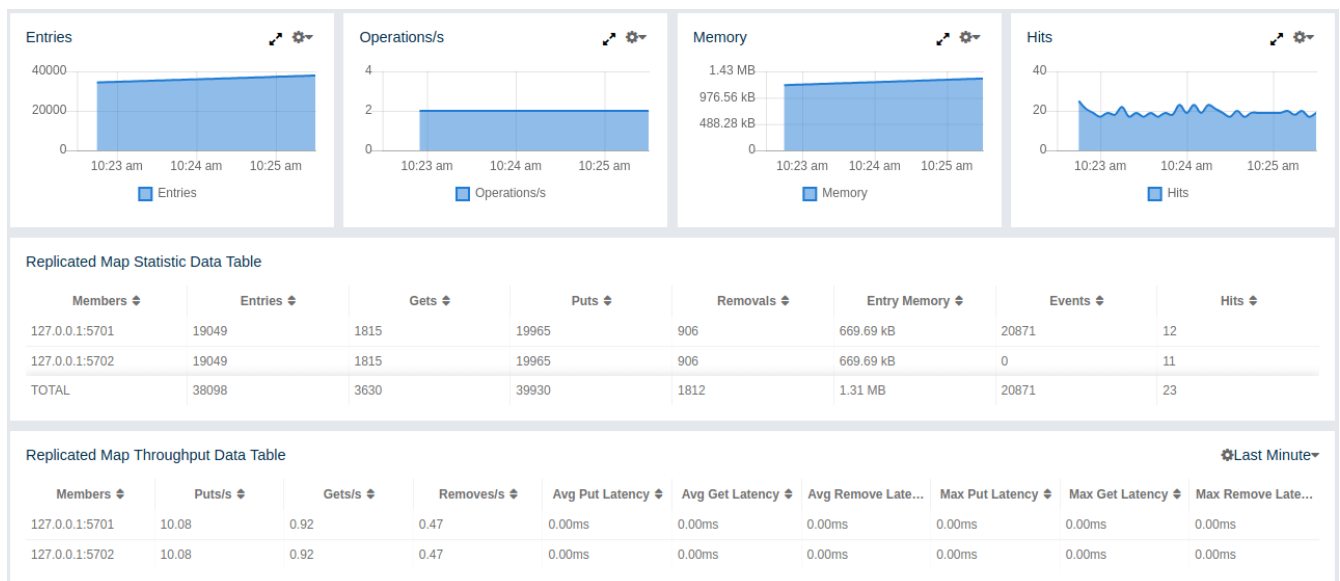 Entries
Operations/s
Memory
Hits
40000
20000
0
10:23 am 10:24 am 10:25 am
Entries
4
2
0
10:23 am 10:24 am 10:25 am
Operations/s
1.43 MB
976.56 kB
488.28 kB
0
10:23 am 10:24 am 10:25 am
Memory
40
20
0
10:23 am 10:24 am 10:25 am
Hits
Replicated Map Statistic Data Table
Members Entries Gets Puts Removals Entry Memory Events Hits
127.0.0.1:5701 19049 1815 19965 906 669.69 kB 20871 12
127.0.0.1:5702 19049 1815 19965 906 669.69 kB 0 11
TOTAL 38098 3630 39930 1812 1.31 MB 20871 23
Replicated Map Throughput Data Table Last Minute
Members Puts/s Gets/s Removes/s Avg Put Latency Avg Get Latency Avg Remove Late... Max Put Latency Max Get Latency Max Remove Late...
127.0.0.1:5701 10.08 0.92 0.47 0.00ms 0.00ms 0.00ms 0.00ms 0.00ms 0.00ms
127.0.0.1:5702 10.08 0.92 0.47 0.00ms 0.00ms 0.00ms 0.00ms 0.00ms 0.00ms